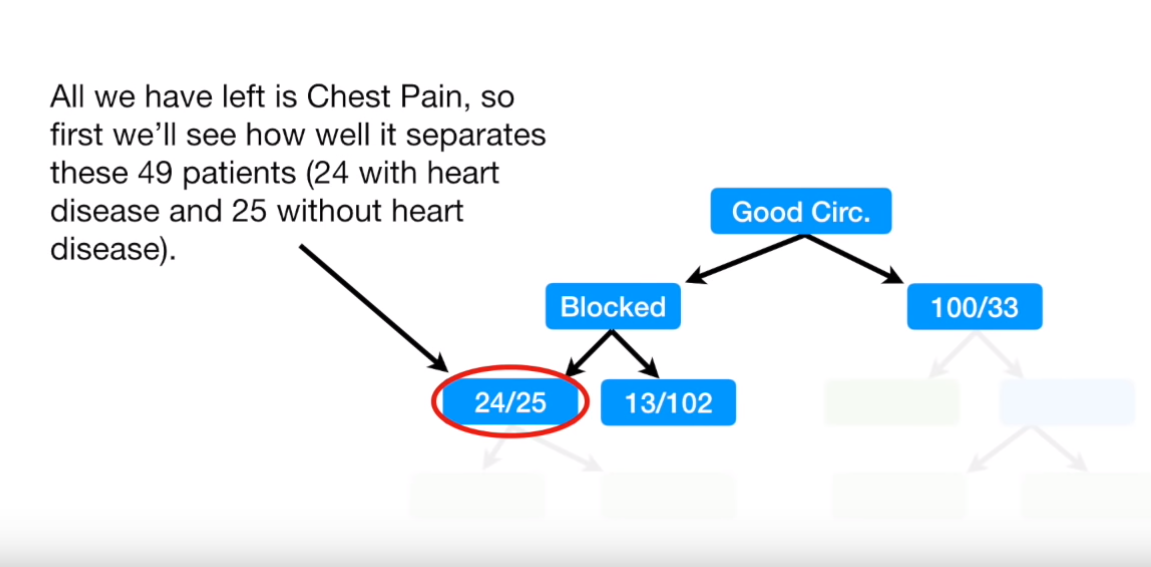 All we have left is Chest Pain, so
first we’ll see how well it separates
these 49 patients (24 with heart
disease and 25 without heart
disease).
Good Circ.
Blocked
100/33
24/25
13/102